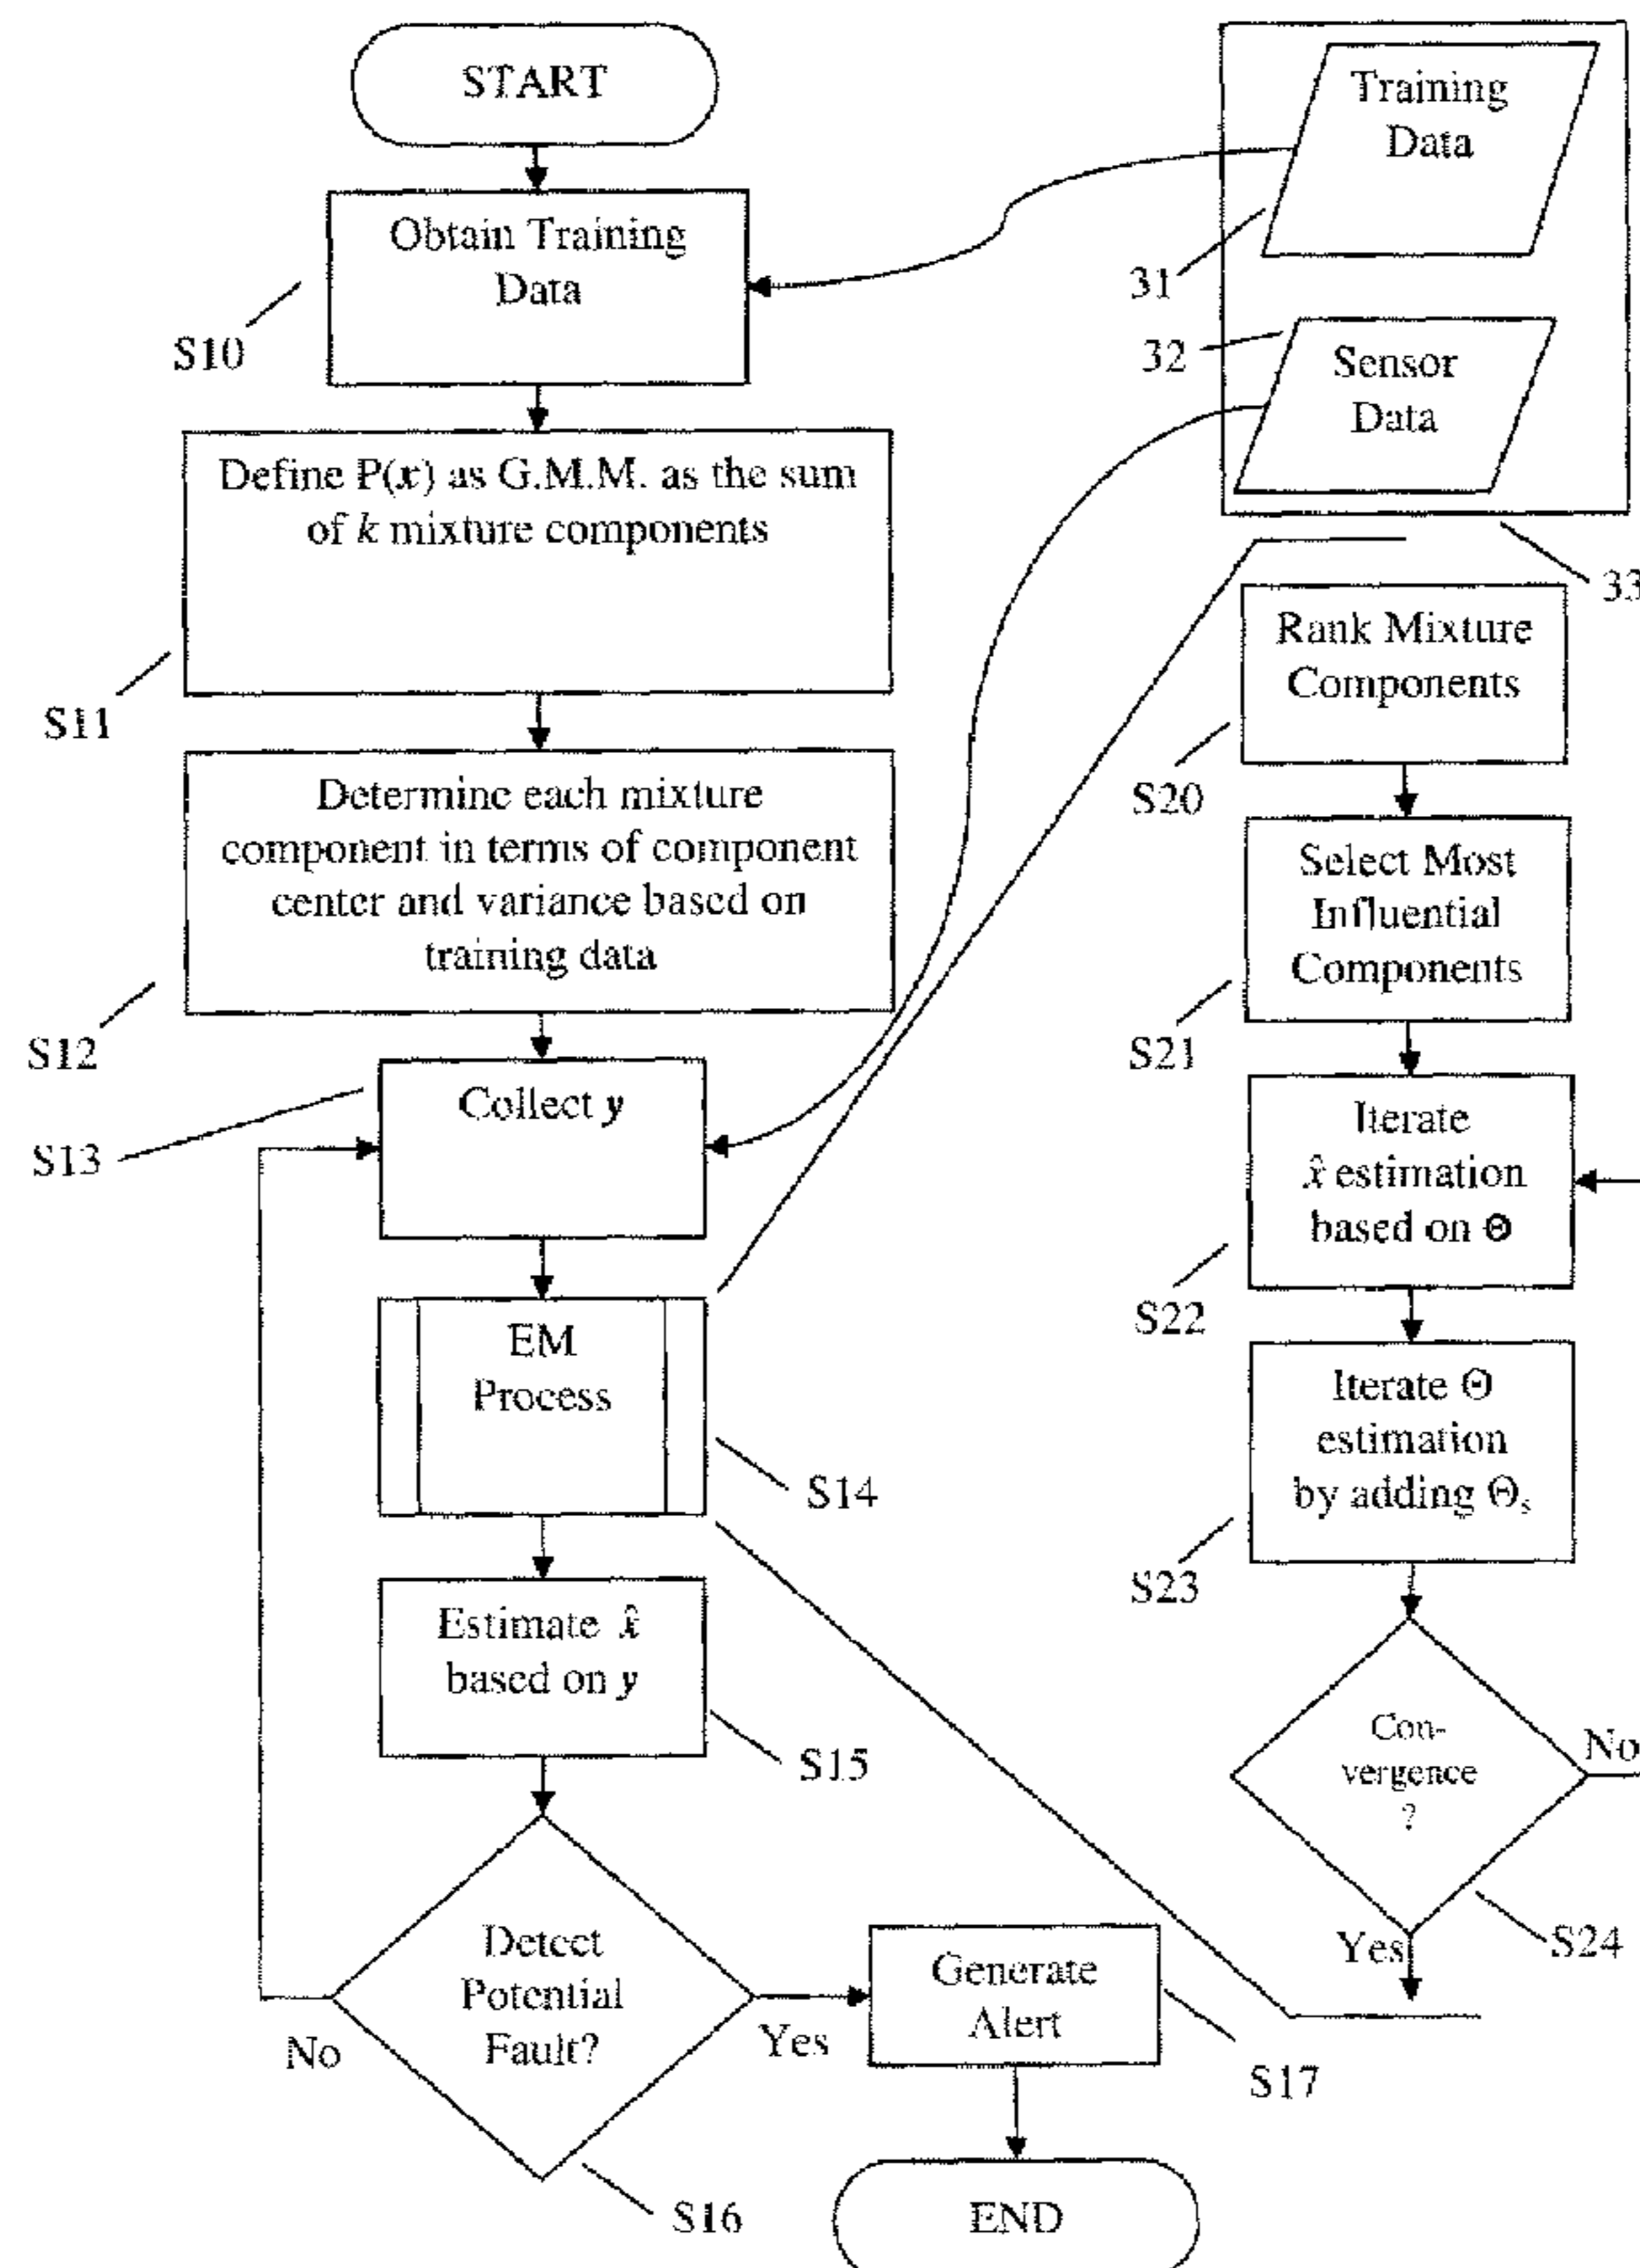 START
Training
Data
Obtain Training
Data
31
S10
32
Sensor
Data
Define P(x) as G.M.M. as the sum
of k mixture components
33
Rank Mixture
Components
S11
S20
Determine each mixture
component in terms of component
center and variance based on
training data
Select Most
Influential
Components
S12
S21
Collect y
S13
Iterate
x̂ estimation
based on Θ
S22
EM
Process
S14
Iterate Θ
estimation
by adding Θs
S23
Estimate x̂
based on y
S15
Con-
vergence
?
No
Yes
S24
Detect
Potential
Fault?
No
Yes
Generate
Alert
S17
S16
END